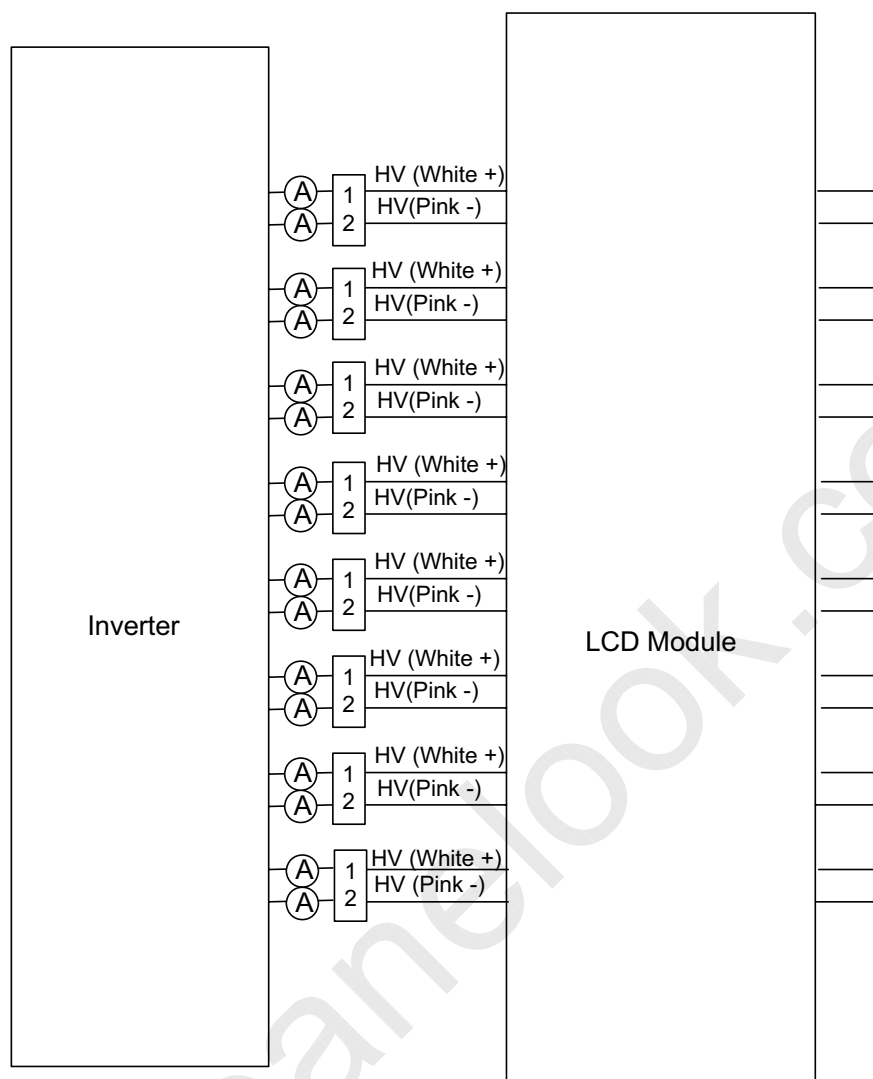 HV (White +)
A 1
HV(Pink -)
A 2
HV (White +)
A 1
HV(Pink -)
A 2
HV (White +)
A 1
HV(Pink -)
A 2
HV (White +)
A 1
HV(Pink -)
A 2
HV (White +)
A 1
HV(Pink -)
A 2
Inverter
LCD Module
HV (White +)
A 1
HV(Pink -)
A 2
HV (White +)
A 1
HV(Pink -)
A 2
HV (White +)
A 1
HV (Pink -)
A 2
panelook.co